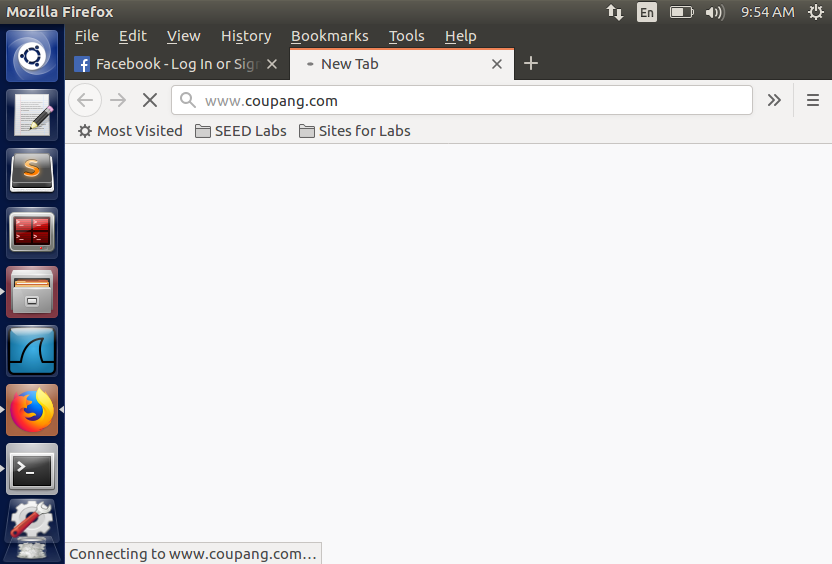 Mozilla Firefox En 9:54 AM
File Edit View History Bookmarks Tools Help
Facebook - Log In or Sign New Tab
www.coupang.com
Most Visited SEED Labs Sites for Labs
Connecting to www.coupang.com...